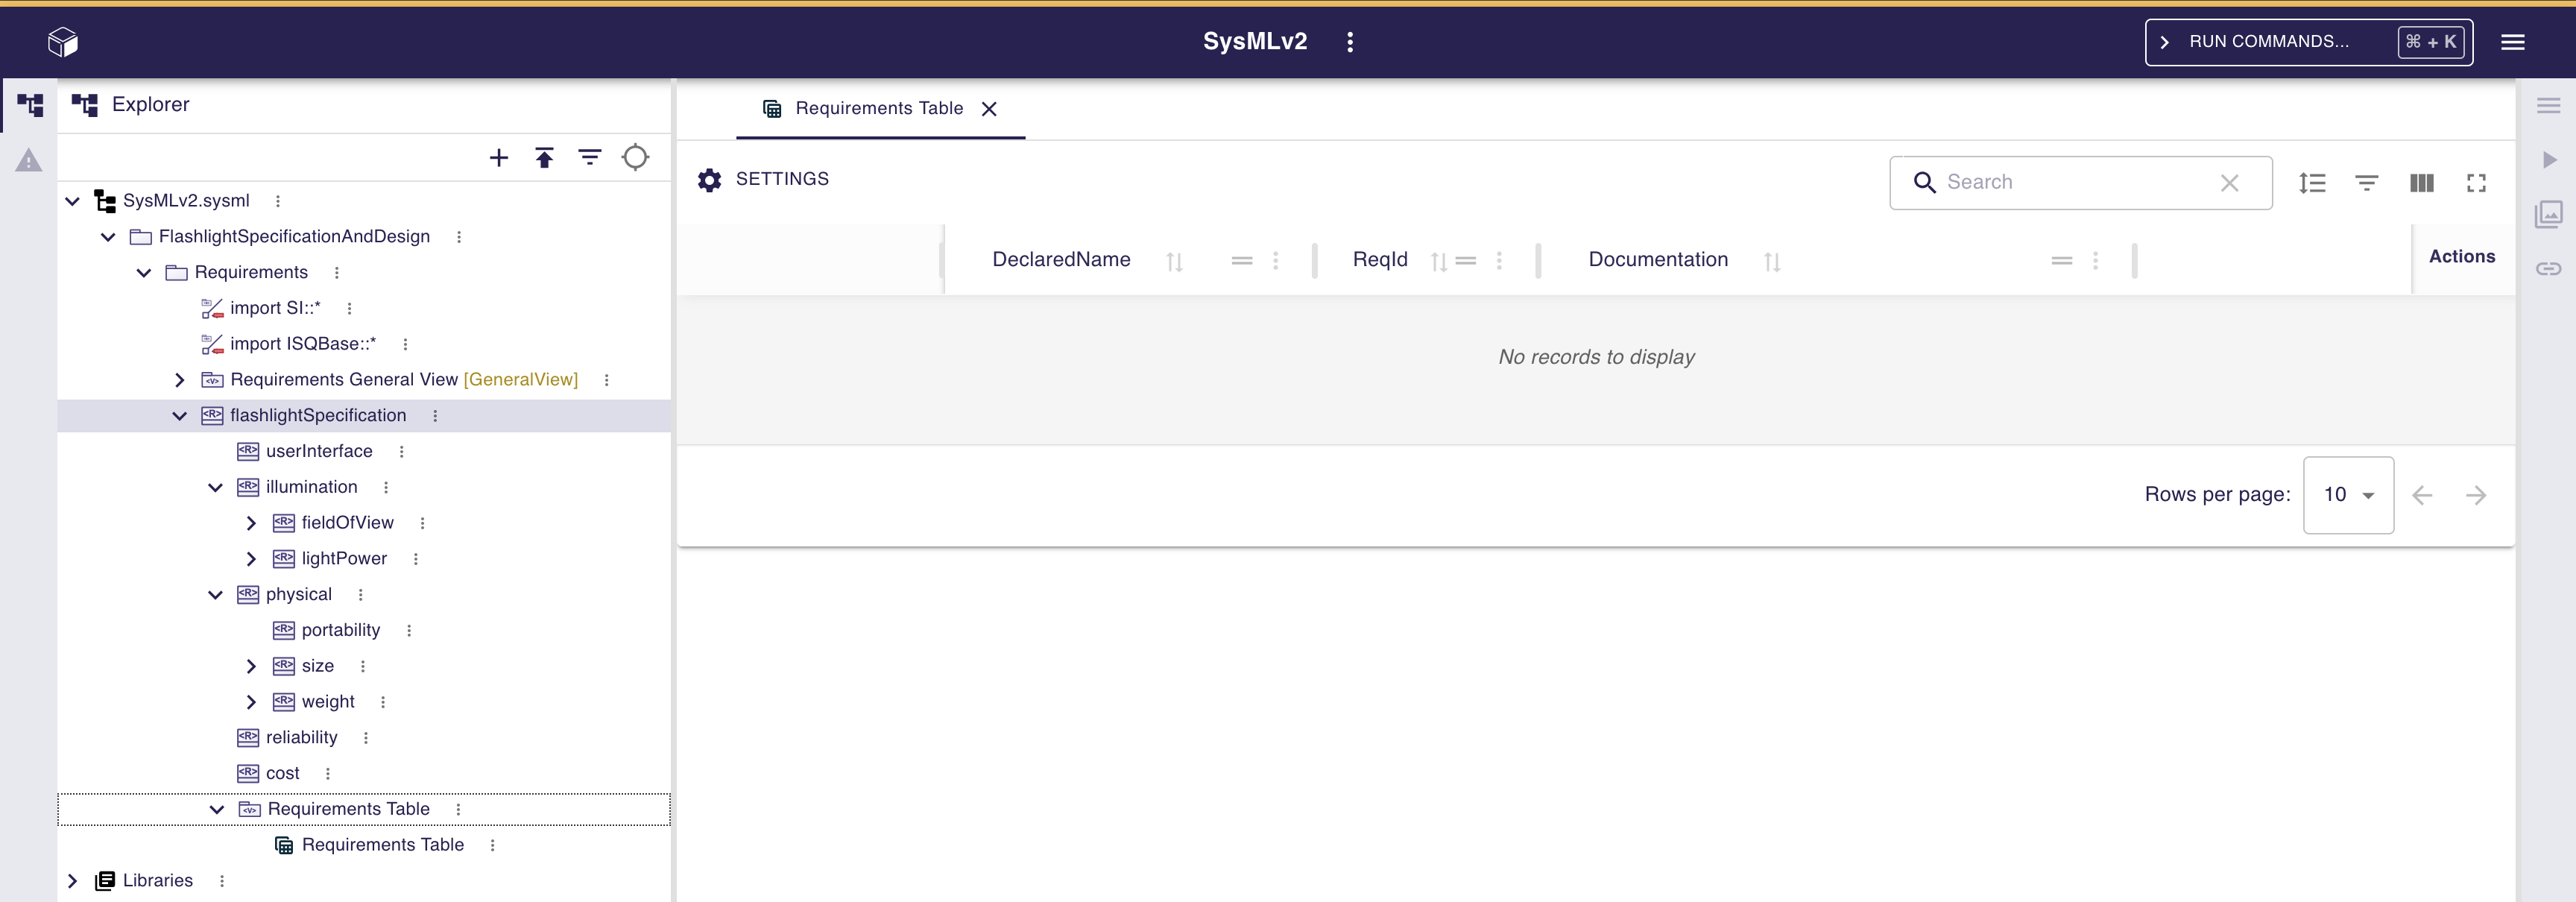 SysMLv2
RUN COMMANDS...
⌘ + K
Explorer
SysMLv2.sysml
FlashlightSpecificationAndDesign
Requirements
import SI::*
import ISQBase::*
Requirements General View [GeneralView]
flashlightSpecification
userInterface
illumination
fieldOfView
lightPower
physical
portability
size
weight
reliability
cost
Requirements Table
Requirements Table
Libraries
Requirements Table
SETTINGS
Search
DeclaredName
ReqId
Documentation
Actions
No records to display
Rows per page:
10